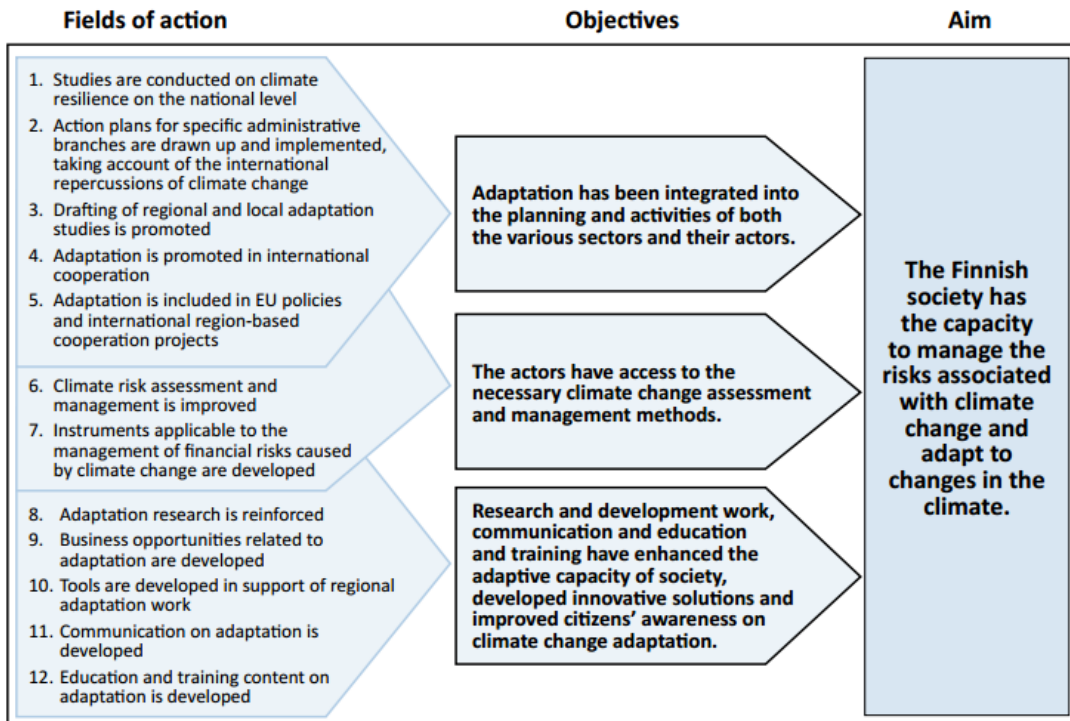 Fields of action
Objectives
Aim
1. Studies are conducted on climate
resilience on the national level
2. Action plans for specific administrative
branches are drawn up and implemented,
taking account of the international
repercussions of climate change
3. Drafting of regional and local adaptation
studies is promoted
4. Adaptation is promoted in international
cooperation
5. Adaptation is included in EU policies
and international region-based
cooperation projects
6. Climate risk assessment and
management is improved
7. Instruments applicable to the
management of financial risks caused
by climate change are developed
8. Adaptation research is reinforced
9. Business opportunities related to
adaptation are developed
10. Tools are developed in support of regional
adaptation work
11. Communication on adaptation is
developed
12. Education and training content on
adaptation is developed
Adaptation has been integrated into
the planning and activities of both
the various sectors and their actors.
The actors have access to the
necessary climate change assessment
and management methods.
Research and development work,
communication and education
and training have enhanced the
adaptive capacity of society,
developed innovative solutions and
improved citizens’ awareness on
climate change adaptation.
The Finnish
society has
the capacity
to manage the
risks associated
with climate
change and
adapt to
changes in the
climate.